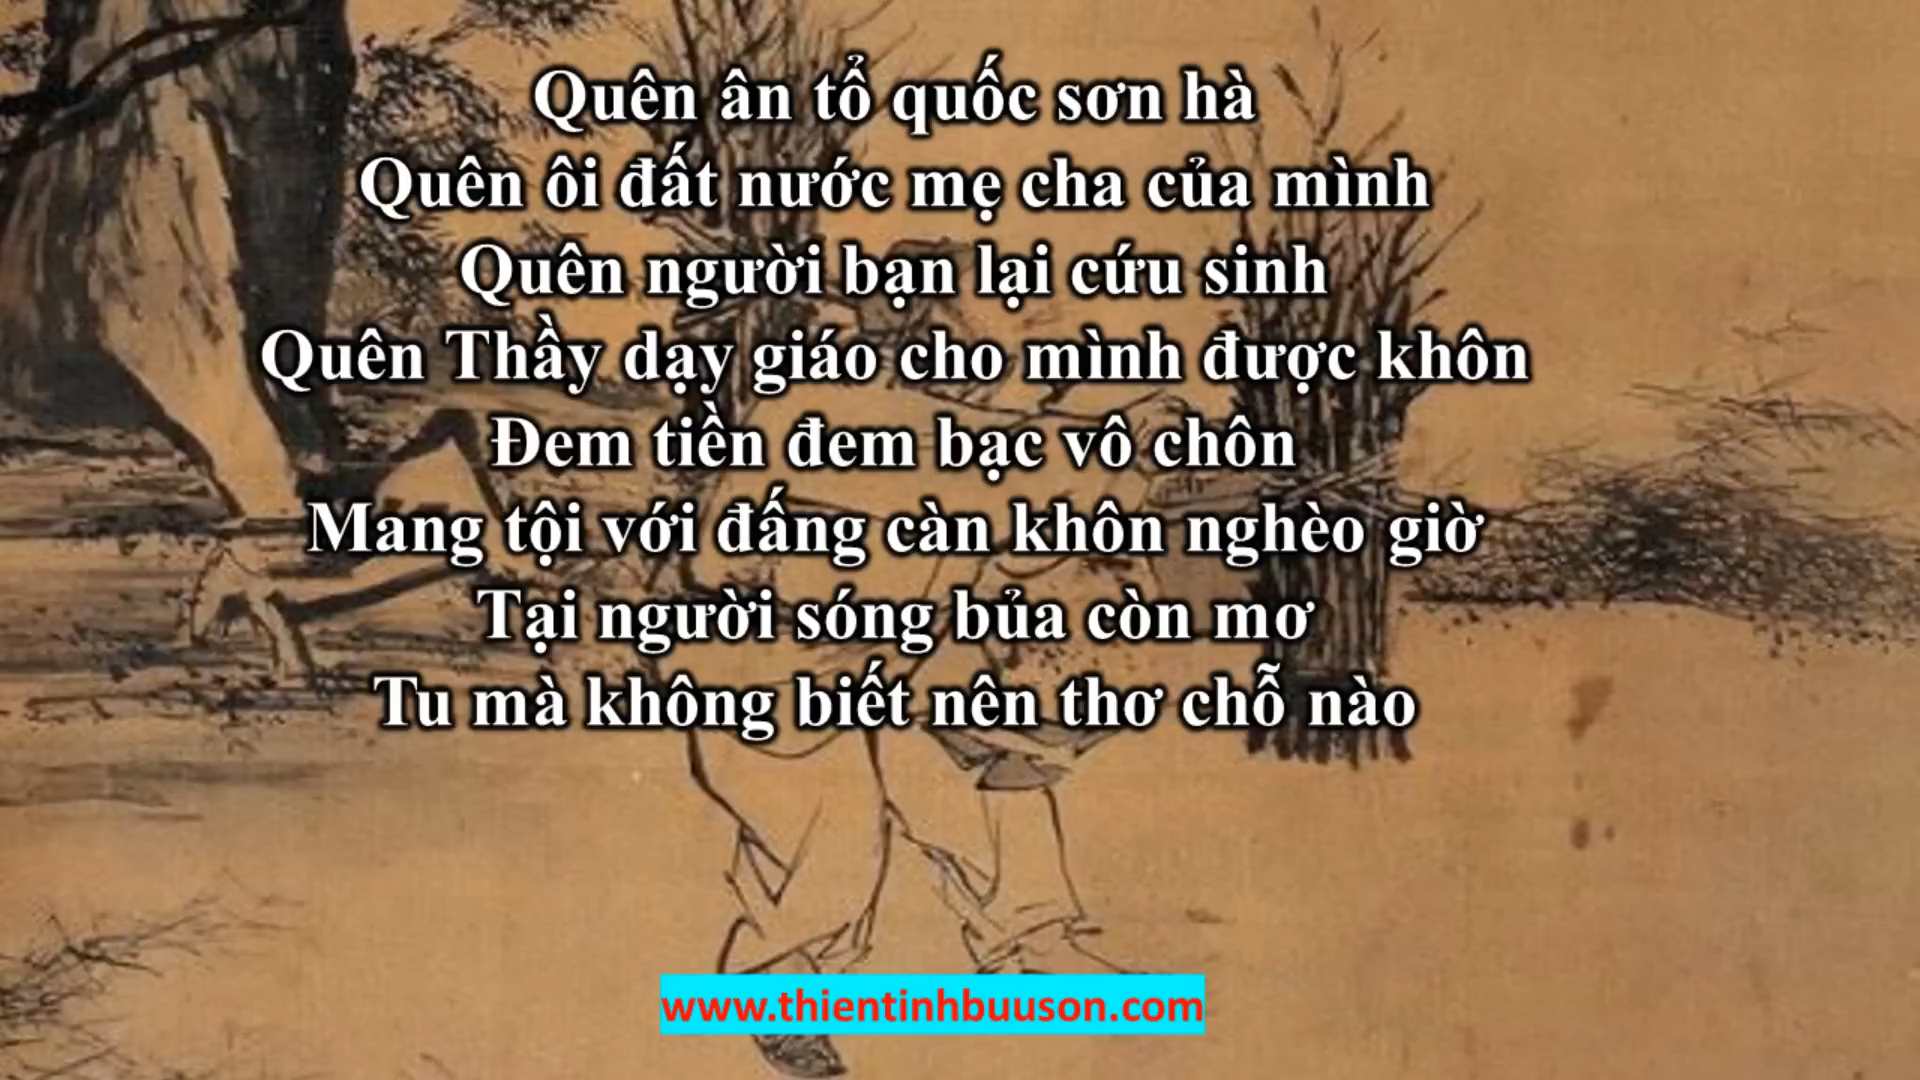 Quên ân tổ quốc sơn hà
Quên ôi đất nước mẹ cha của mình
Quên người bạn lại cứu sinh
Quên Thầy dạy giáo cho mình được khôn
Đem tiền đem bạc vô chôn
Mang tội với đấng càn khôn nghèo giờ
Tại người sóng bủa còn mơ
Tu mà không biết nên thơ chỗ nào
www.thientinhbuuson.com